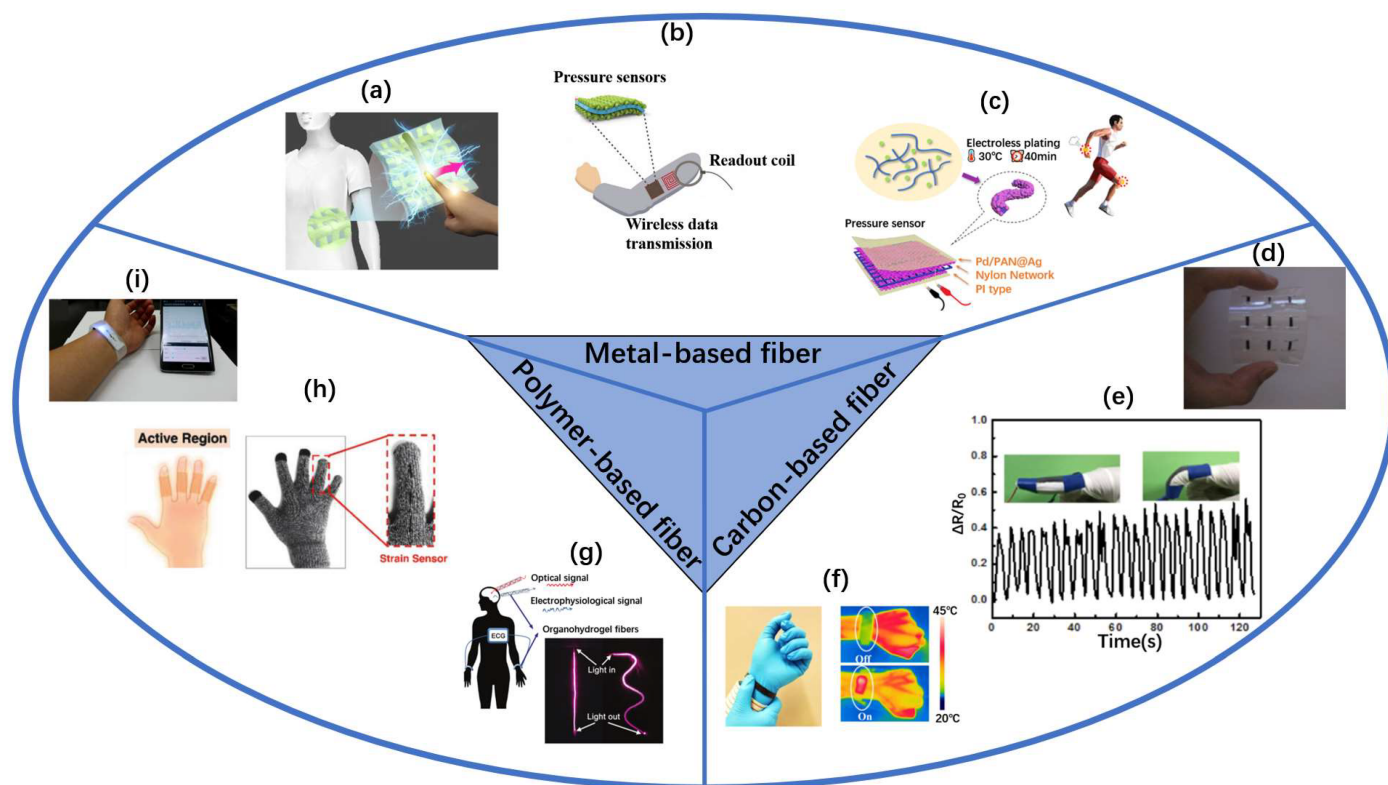 (a)
(b)
Pressure sensors
Readout coil
Wireless data
transmission
(c)
Electroless plating
30℃ 40min
Pressure sensor
Pd/PAN@Ag
Nylon Network
PI type
(d)
(i)
Metal-based fiber
Polymer-based fiber
Carbon-based fiber
(h)
Active Region
Strain Sensor
(e)
1.0
0.8
0.6
0.4
0.2
0.0
ΔR/R₀
0 20 40 60 80 100 120
Time(s)
(g)
Optical signal
Electrophysiological signal
ECG
Organohydrogel fibers
Light in
Light out
(f)
45℃
Off
On
20℃